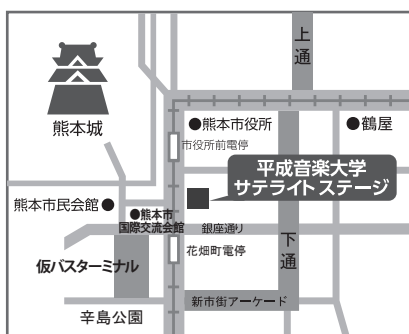 上通
熊本城
●熊本市役所
●鶴屋
市役所前電停
平成音楽大学
サテライトステージ
熊本市民会館●
●熊本市
国際交流会館
銀座通り
花畑町電停
下通
仮バスターミナル
新市街アーケード
辛島公園